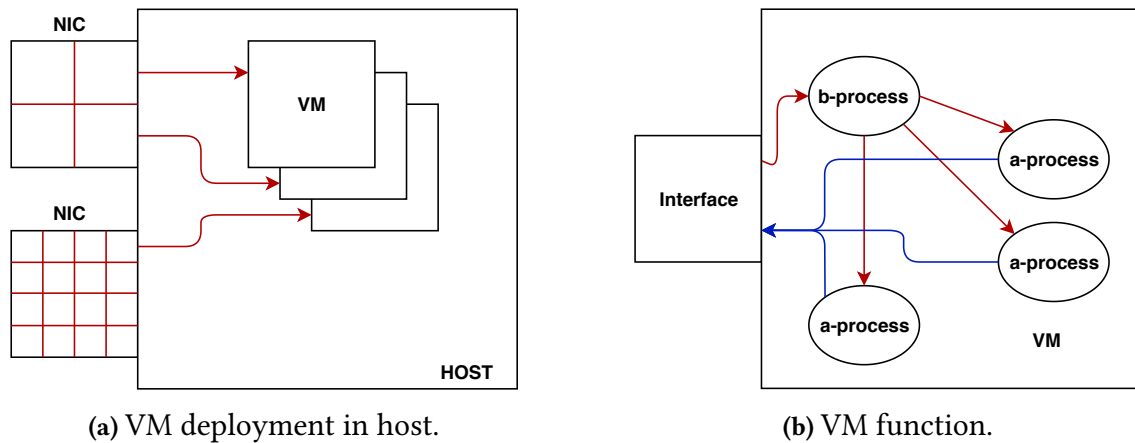 NIC
VM
NIC
HOST
(a) VM deployment in host.
b-process
a-process
Interface
a-process
a-process
VM
(b) VM function.